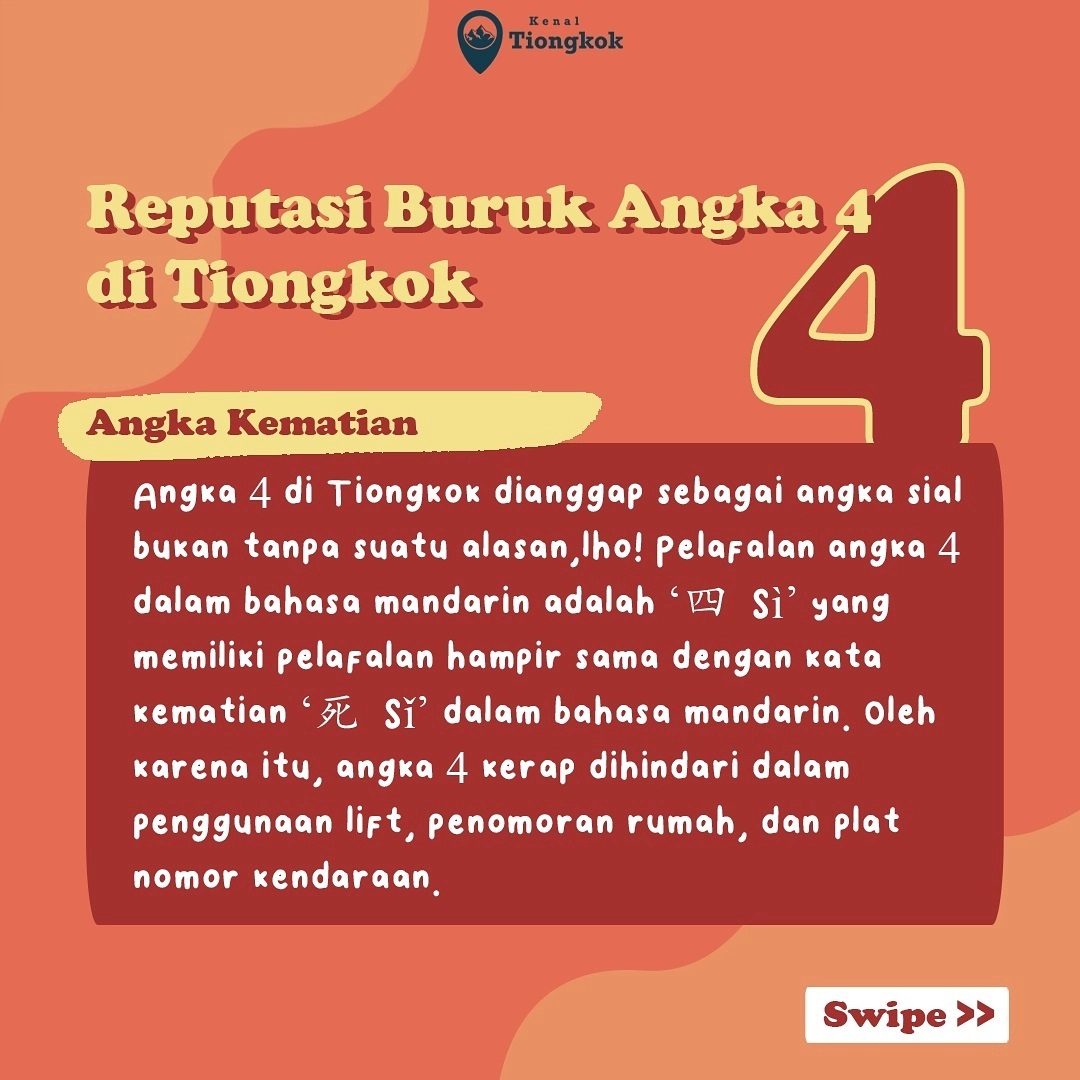 Kenal
Tiongkok
Reputasi Buruk Angka 4
di Tiongkok
4
Angka Kematian
Angka 4 di Tiongkok dianggap sebagai angka sial
bukan tanpa suatu alasan,lho! Pelafalan angka 4
dalam bahasa mandarin adalah ‘四 Sì’ yang
memiliki pelafalan hampir sama dengan kata
kematian ‘死 Sǐ’ dalam bahasa mandarin. Oleh
karena itu, angka 4 kerap dihindari dalam
penggunaan lift, penomoran rumah, dan plat
nomor kendaraan.
Swipe >>